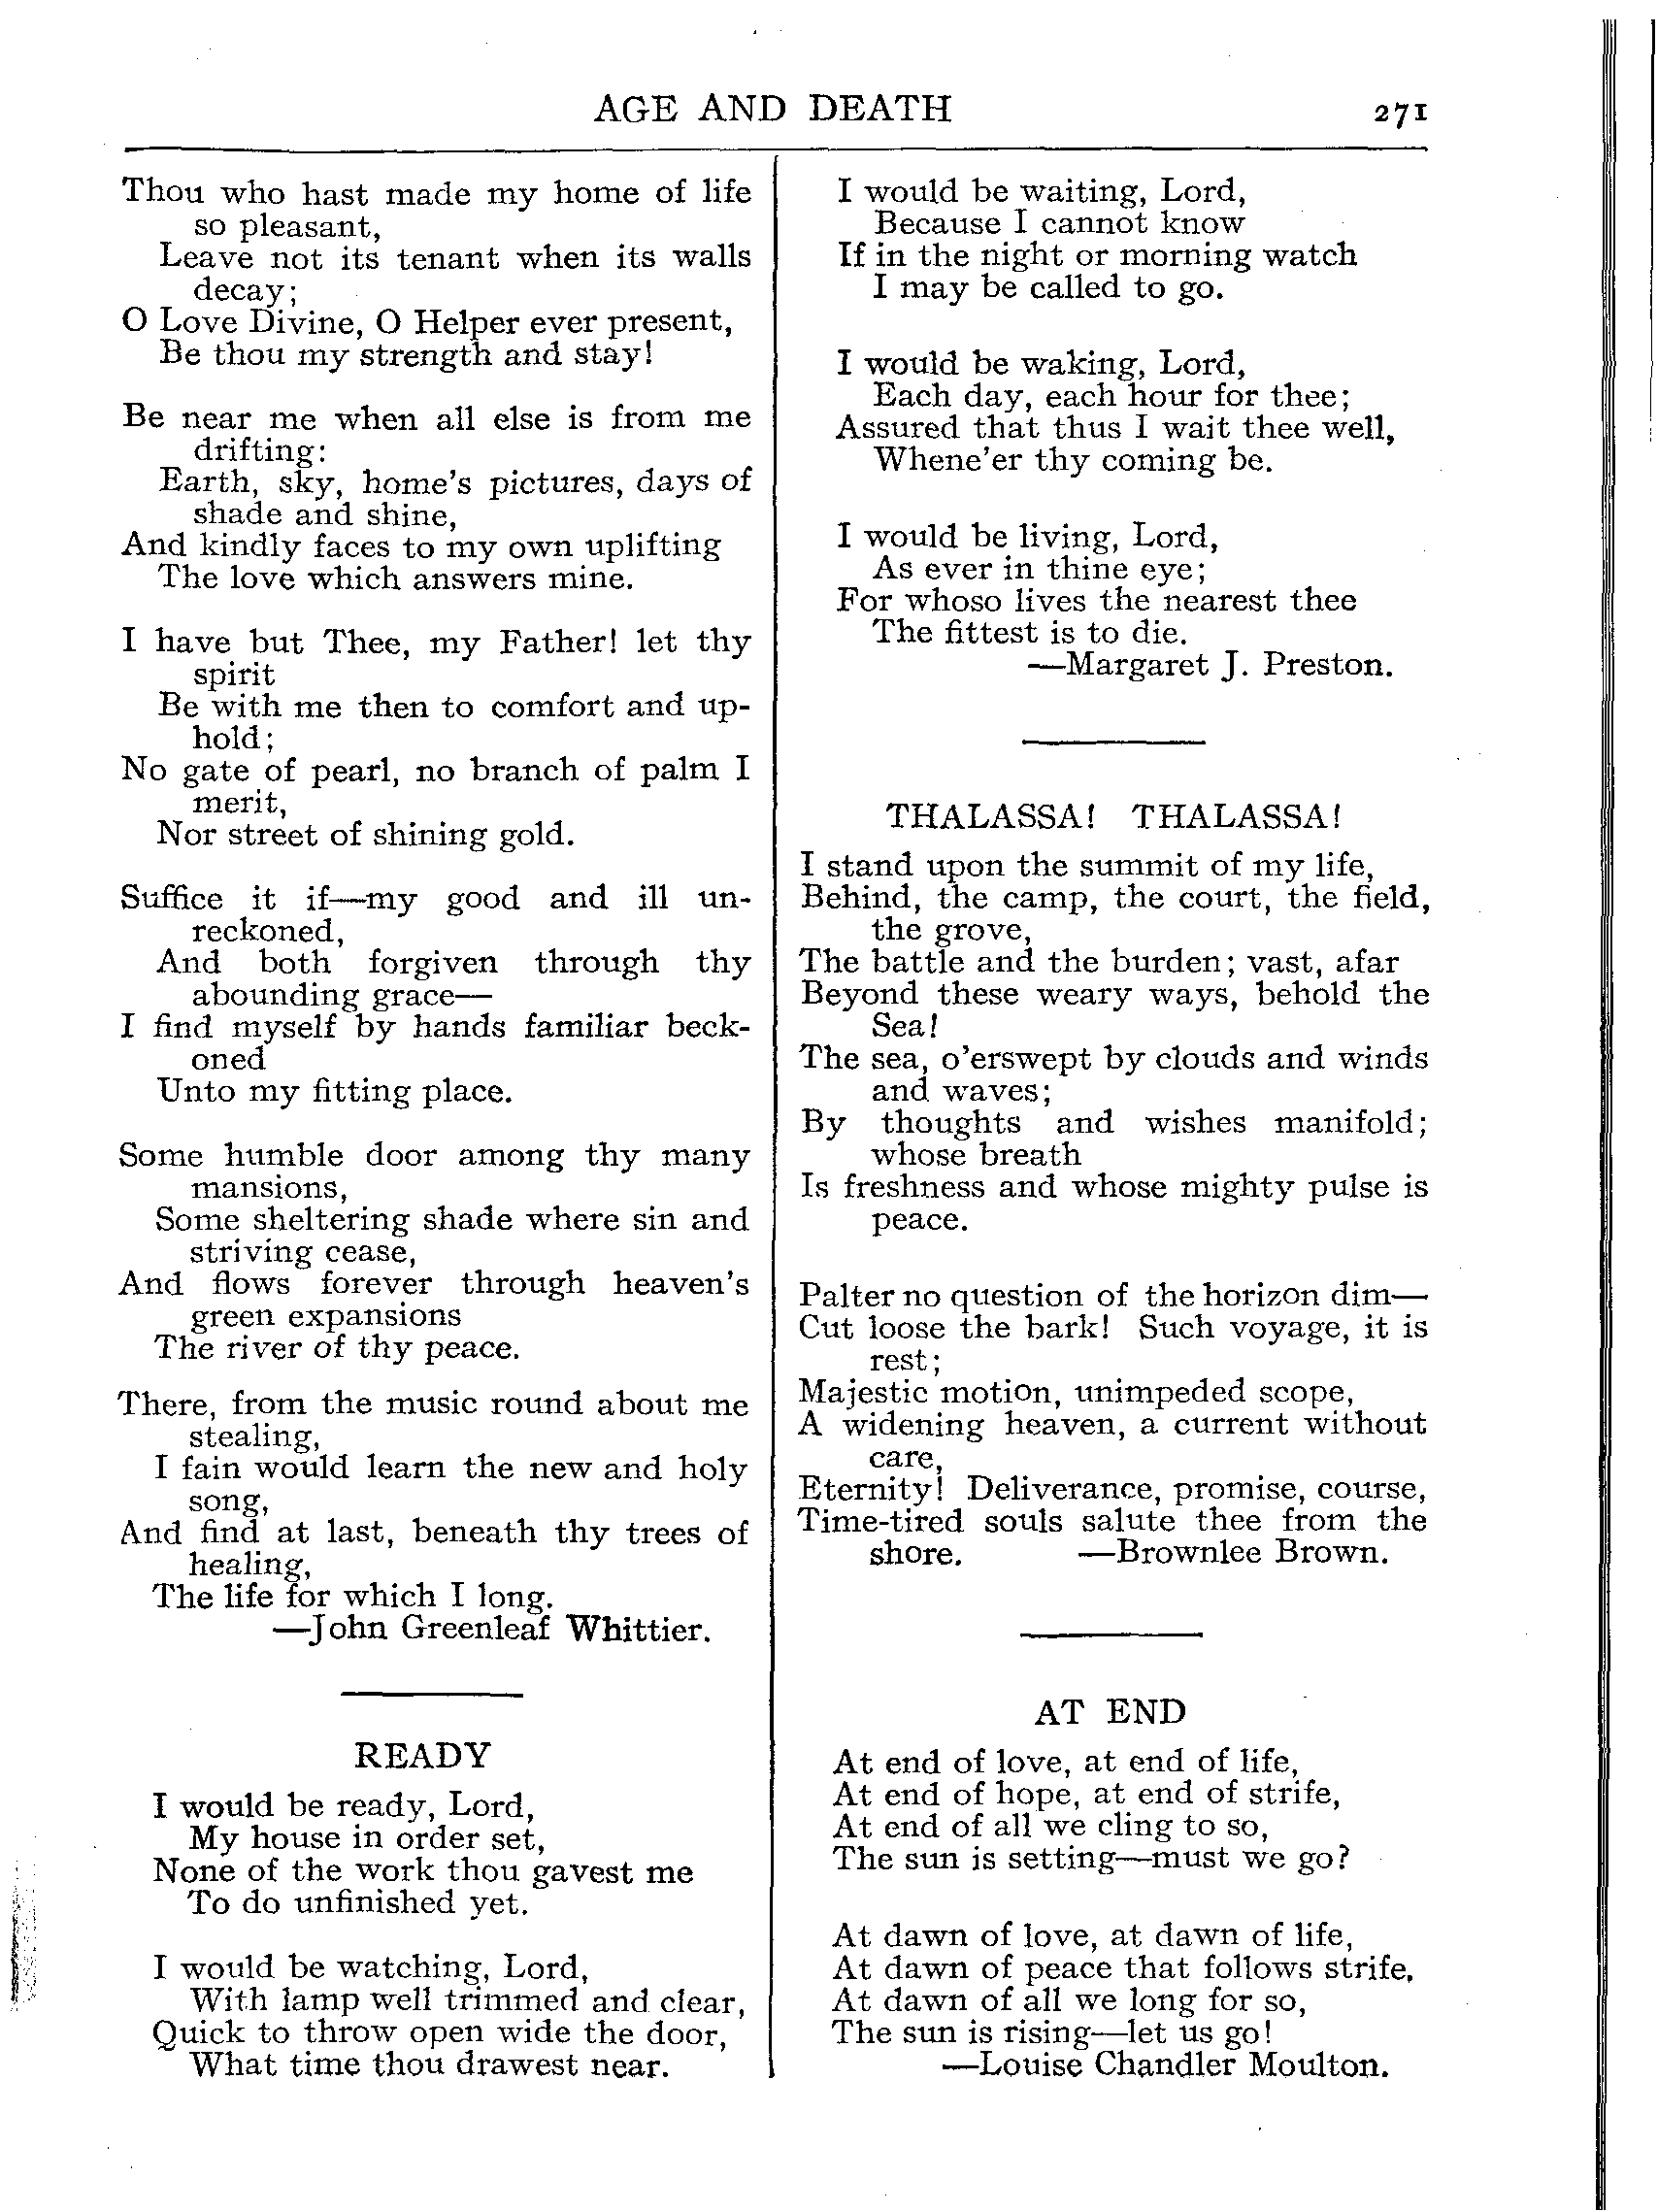 AGE AND DEATH 271
Thou who hast made my home of life
so pleasant,
Leave not its tenant when its walls
decay;
O Love Divine, O Helper ever present,
Be thou my strength and stay!
Be near me when all else is from me
drifting:
Earth, sky, home's pictures, days of
shade and shine,
And kindly faces to my own uplifting
The love which answers mine.
I have but Thee, my Father! let thy
spirit
Be with me then to comfort and up-
hold;
No gate of pearl, no branch of palm I
merit,
Nor street of shining gold.
Suffice it if—my good and ill un-
reckoned,
And both forgiven through thy
abounding grace—
I find myself by hands familiar beck-
oned
Unto my fitting place.
Some humble door among thy many
mansions,
Some sheltering shade where sin and
striving cease,
And flows forever through heaven's
green expansions
The river of thy peace.
There, from the music round about me
stealing,
I fain would learn the new and holy
song,
And find at last, beneath thy trees of
healing,
The life for which I long.
—John Greenleaf Whittier.
READY
I would be ready, Lord,
My house in order set,
None of the work thou gavest me
To do unfinished yet.
I would be watching, Lord,
With lamp well trimmed and clear,
Quick to throw open wide the door,
What time thou drawest near.
I would be waiting, Lord,
Because I cannot know
If in the night or morning watch
I may be called to go.
I would be waking, Lord,
Each day, each hour for thee;
Assured that thus I wait thee well,
Whene'er thy coming be.
I would be living, Lord,
As ever in thine eye;
For whoso lives the nearest thee
The fittest is to die.
—Margaret J. Preston.
THALASSA! THALASSA!
I stand upon the summit of my life,
Behind, the camp, the court, the field,
the grove,
The battle and the burden; vast, afar
Beyond these weary ways, behold the
Sea!
The sea, o'erswept by clouds and winds
and waves;
By thoughts and wishes manifold;
whose breath
Is freshness and whose mighty pulse is
peace.
Palter no question of the horizon dim—
Cut loose the bark! Such voyage, it is
rest;
Majestic motion, unimpeded scope,
A widening heaven, a current without
care,
Eternity! Deliverance, promise, course,
Time-tired souls salute thee from the
shore. —Brownlee Brown.
AT END
At end of love, at end of life,
At end of hope, at end of strife,
At end of all we cling to so,
The sun is setting—must we go?
At dawn of love, at dawn of life,
At dawn of peace that follows strife,
At dawn of all we long for so,
The sun is rising—let us go!
—Louise Chandler Moulton.